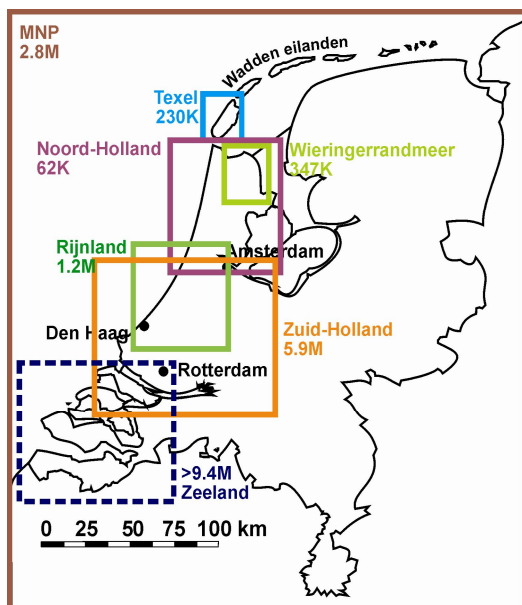 MNP
2.8M
Wadden eilanden
Texel
230K
Noord-Holland
62K
Wieringerrandmeer
347K
Rijnland
1.2M
Amsterdam
Den Haag
Zuid-Holland
5.9M
Rotterdam
>9.4M
Zeeland
0 25 50 75 100 km